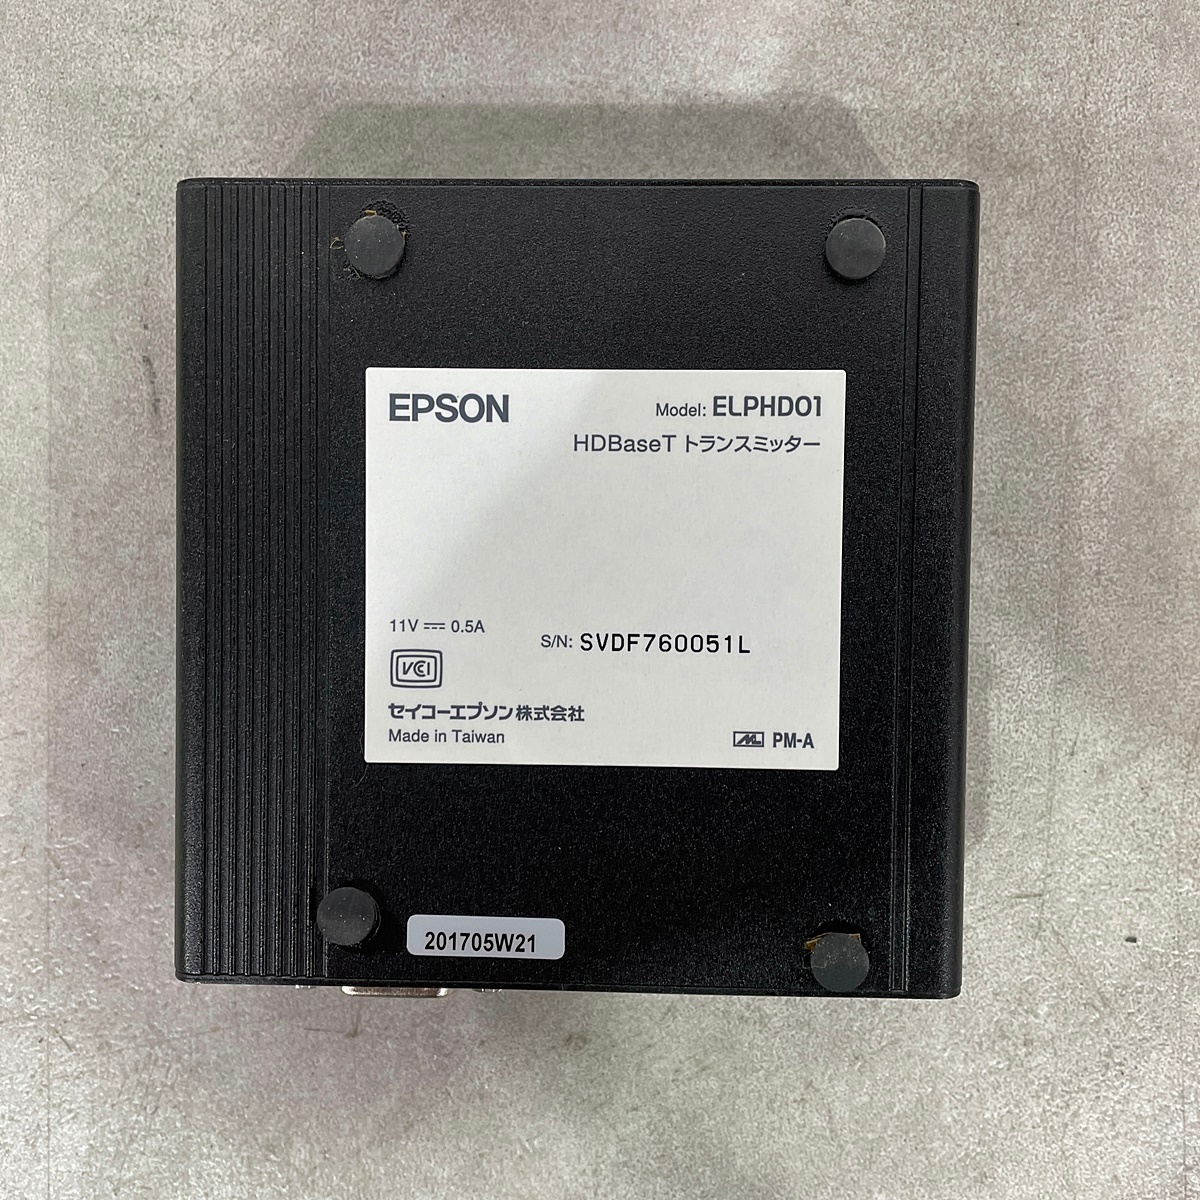 EPSON
Model: ELPHD01
HDBaseT トランスミッター
11V ⎓ 0.5A
S/N: SVDF760051L
VCCI
セイコーエプソン株式会社
Made in Taiwan
PM-A
201705W21